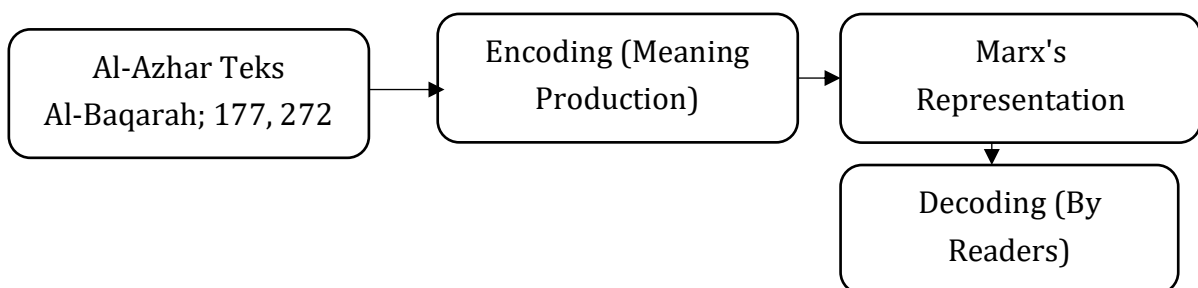 Al-Azhar Teks
Al-Baqarah; 177, 272
Encoding (Meaning
Production)
Marx's
Representation
Decoding (By
Readers)